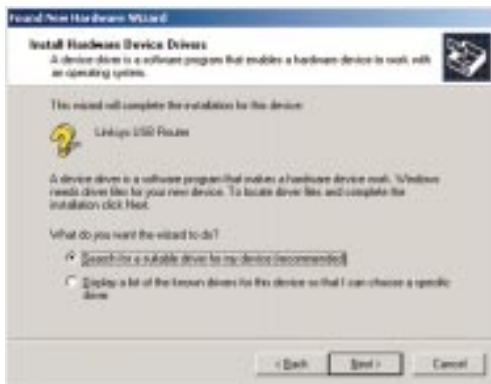 Found New Hardware Wizard
Install Hardware Device Drivers
A device driver is a software program that enables a hardware device to work with
an operating system.
This wizard will complete the installation for this device:
Linksys USB Router
A device driver is a software program that makes a hardware device work. Windows
needs driver files for your new device. To locate driver files and complete the
installation click Next.
What do you want the wizard to do?
Search for a suitable driver for my device (recommended)
Display a list of the known drivers for this device so that I can choose a specific
driver
< Back
Next >
Cancel